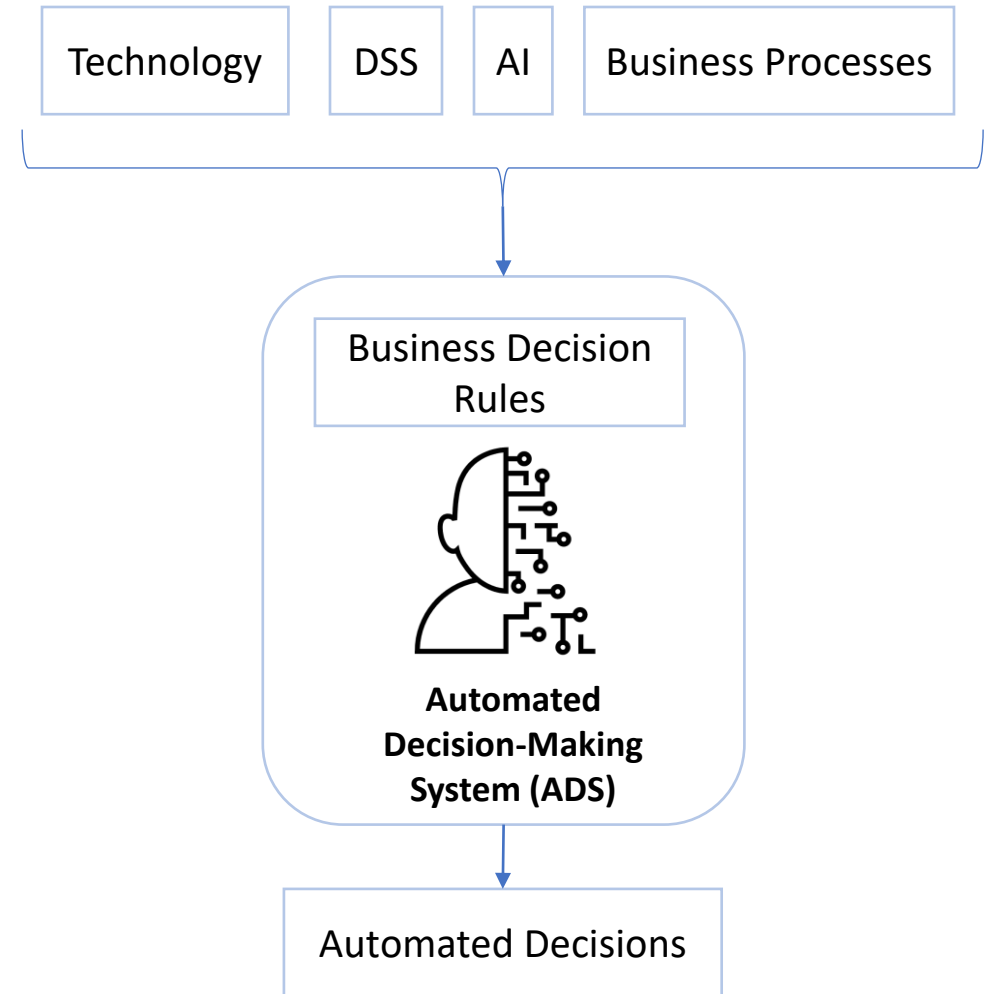 Technology DSS AI Business Processes
Business Decision
Rules
Automated
Decision-Making
System (ADS)
Automated Decisions